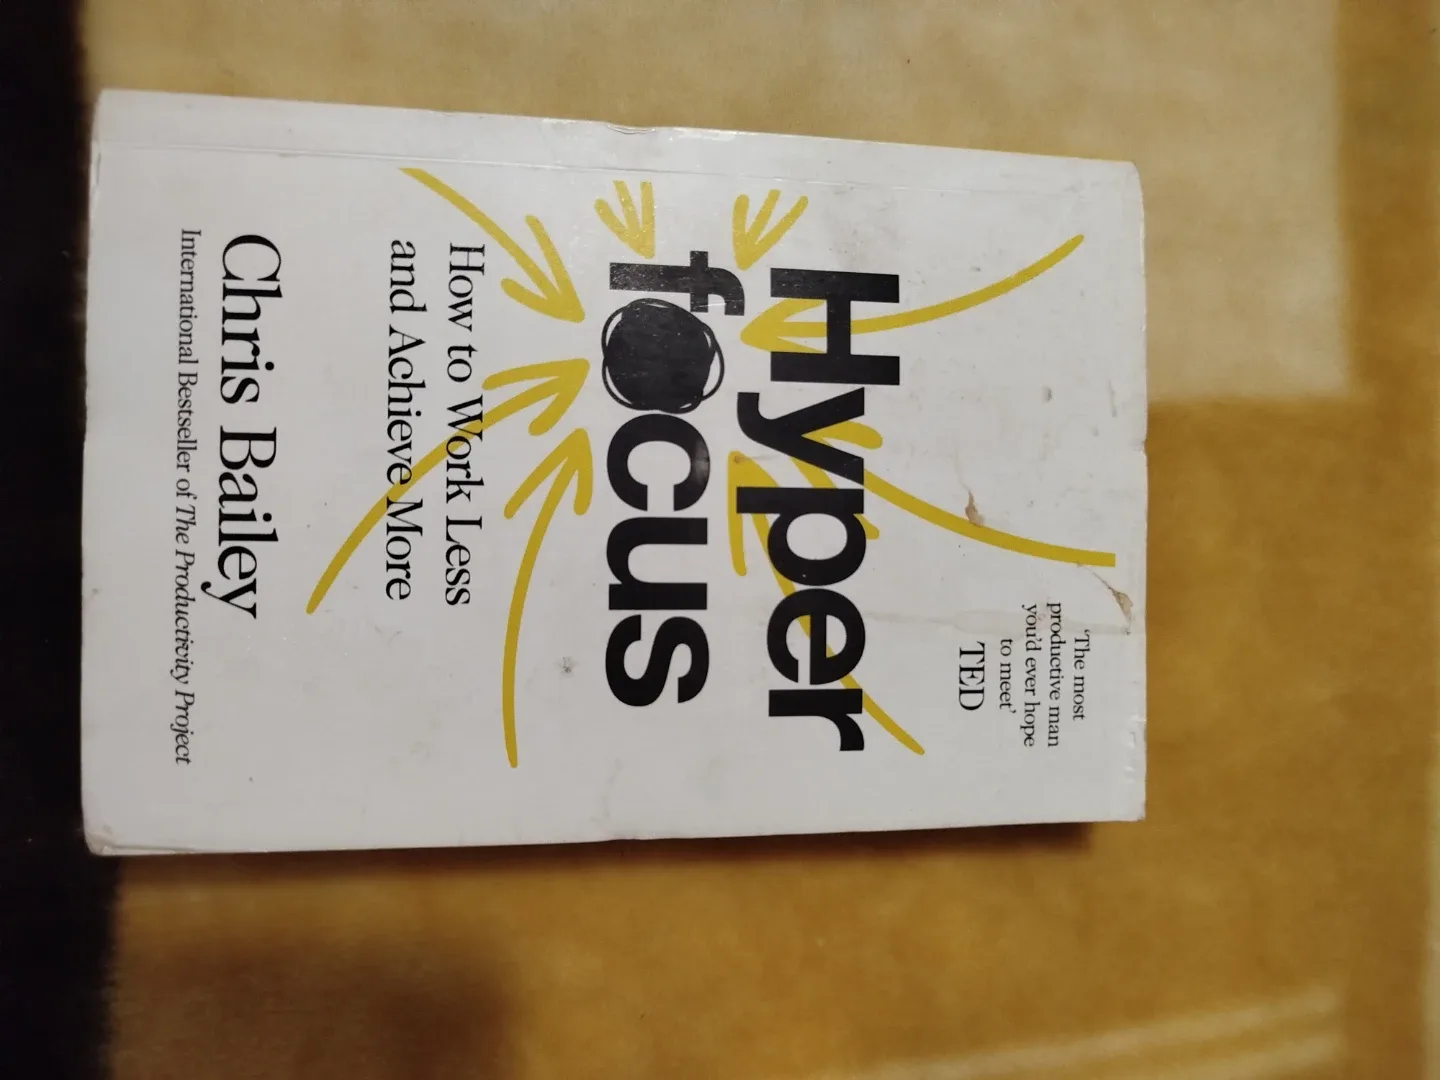 ‘The most
productive man
you’d ever hope
to meet’
TED
Hyper
focus
How to Work Less
and Achieve More
Chris Bailey
International Bestseller of The Productivity Project